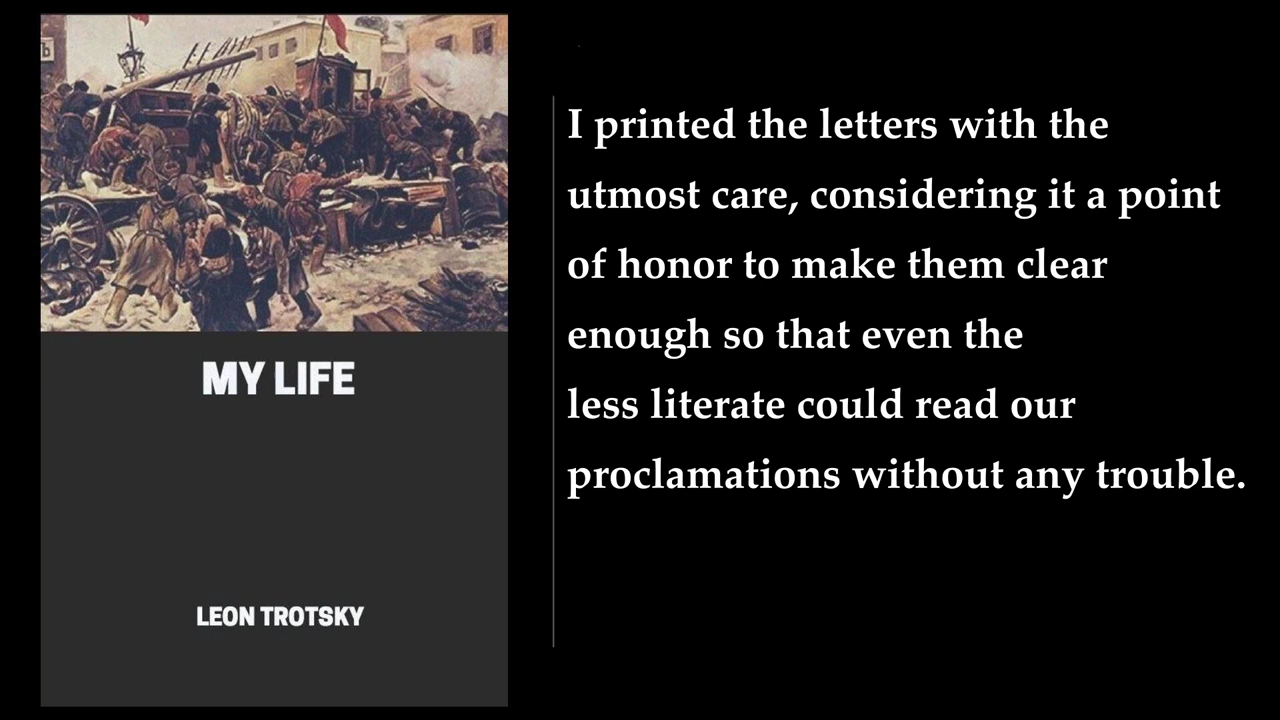 MY LIFE
LEON TROTSKY
I printed the letters with the
utmost care, considering it a point
of honor to make them clear
enough so that even the
less literate could read our
proclamations without any trouble.